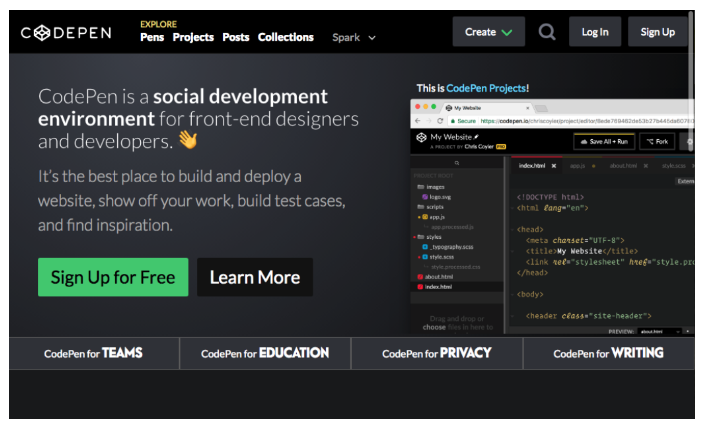 CODEPEN
EXPLORE
Pens Projects Posts Collections Spark
Create
Log In
Sign Up
CodePen is a social development
environment for front-end designers
and developers. 👋
It's the best place to build and deploy a
website, show off your work, build test cases,
and find inspiration.
Sign Up for Free
Learn More
This is CodePen Projects!
My Website
Secure https://codepen.io/chriscoyier/project/editor/
My Website
A PROJECT BY Chris Coyier PRO
Save All + Run
Fork
PROJECT ROOT
images
logo.svg
scripts
app.js
app.processed.js
styles
_typography.scss
style.scss
style.processed.css
about.html
index.html
Drag and drop or
choose files in here to
index.html
app.js
about.html
style.scss
Extern
<!DOCTYPE html>
<html lang="en">
<head>
<meta charset="UTF-8">
<title>My Website</title>
<link rel="stylesheet" href="style.pro
</head>
<body>
<header class="site-header">
PREVIEW: about.html
CodePen for TEAMS
CodePen for EDUCATION
CodePen for PRIVACY
CodePen for WRITING